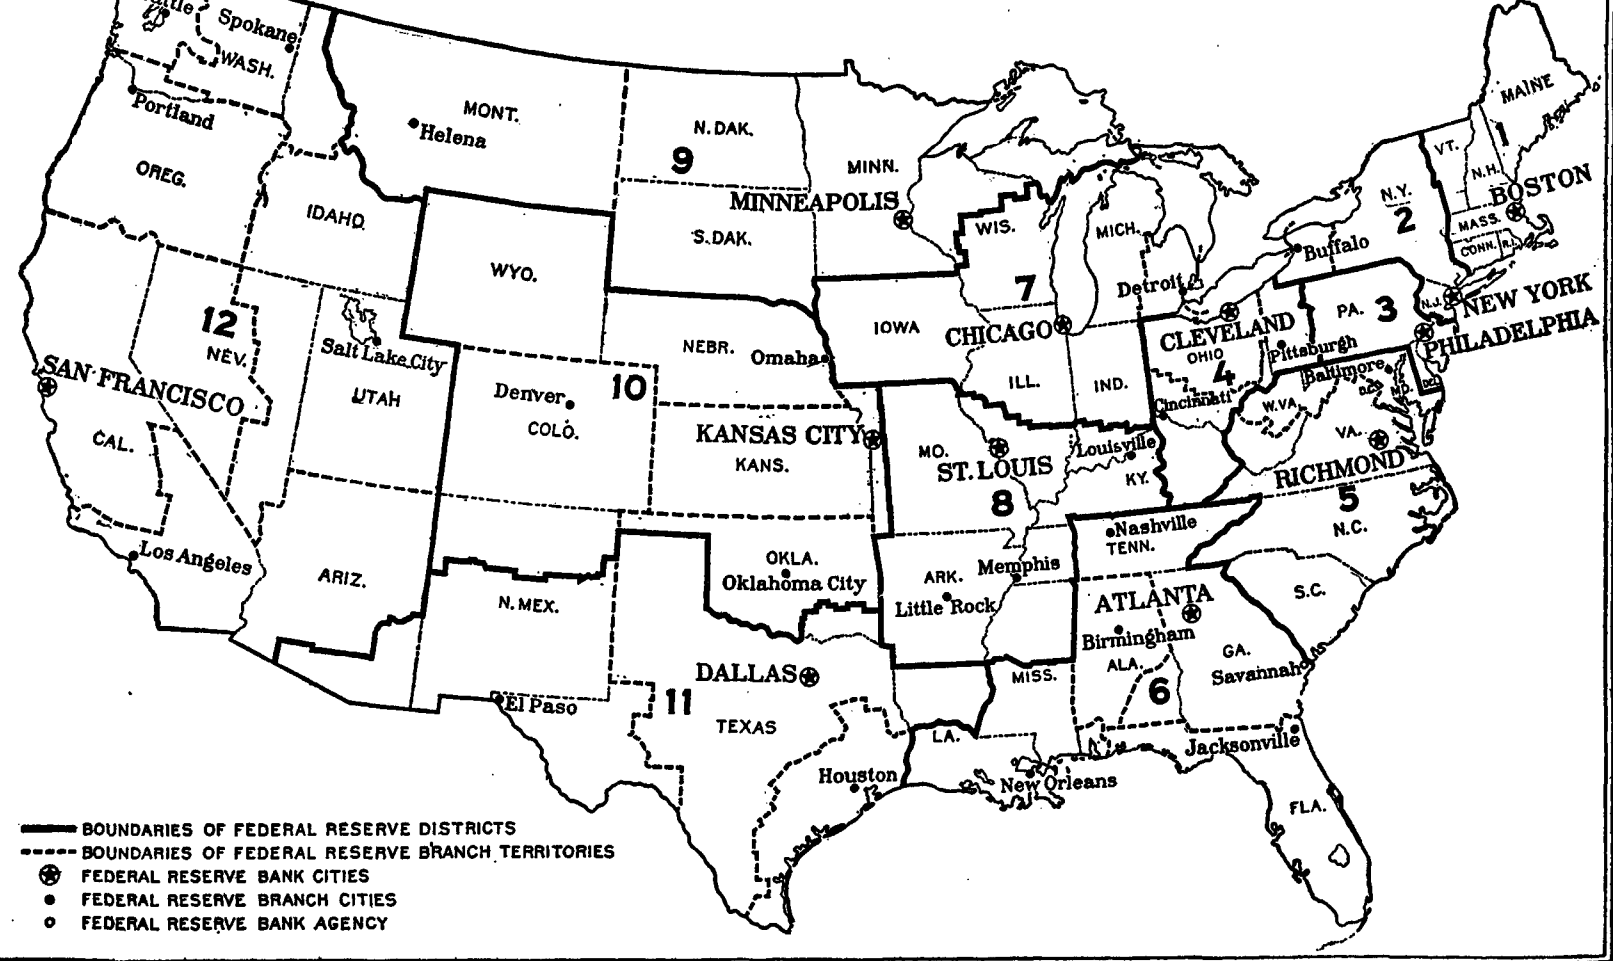 Spokane
WASH.
Portland
OREG.
IDAHO
MONT.
Helena
N.DAK.
9
MINN.
MINNEAPOLIS
S.DAK.
WYO.
WIS.
MICH.
7
Detroit
MAINE
1
VT.
N.H.
BOSTON
MASS.
CONN.
R.I.
N.Y.
2
Buffalo
N.J.
NEW YORK
PA.
3
PHILADELPHIA
12
NEV.
Salt Lake City
UTAH
SAN FRANCISCO
CAL.
Los Angeles
ARIZ.
NEBR.
Omaha
IOWA
CHICAGO
ILL.
IND.
CLEVELAND
OHIO
4
Cincinnati
Pittsburgh
Baltimore
D.C.
MD.
DEL.
W.VA.
VA.
RICHMOND
5
N.C.
S.C.
Denver
COLO.
10
KANSAS CITY
KANS.
MO.
ST. LOUIS
8
Louisville
KY.
Nashville
TENN.
OKLA.
Oklahoma City
ARK.
Memphis
Little Rock
ATLANTA
Birmingham
ALA.
6
GA.
Savannah
N.MEX.
El Paso
DALLAS
11
TEXAS
Houston
LA.
MISS.
New Orleans
Jacksonville
FLA.
BOUNDARIES OF FEDERAL RESERVE DISTRICTS
BOUNDARIES OF FEDERAL RESERVE BRANCH TERRITORIES
FEDERAL RESERVE BANK CITIES
FEDERAL RESERVE BRANCH CITIES
FEDERAL RESERVE BANK AGENCY